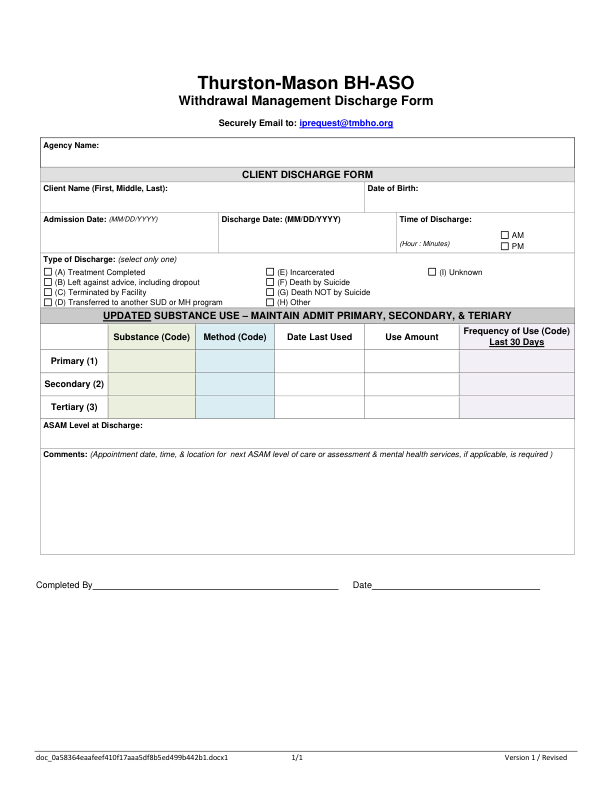 Thurston-Mason BH-ASO
Withdrawal Management Discharge Form
Securely Email to: iprequest@tmbho.org
Agency Name:
CLIENT DISCHARGE FORM
Client Name (First, Middle, Last): Date of Birth:
Admission Date: (MM/DD/YYYY) Discharge Date: (MM/DD/YYYY) Time of Discharge:
(Hour : Minutes) ☐ AM
☐ PM
Type of Discharge: (select only one)
☐ (A) Treatment Completed ☐ (E) Incarcerated ☐ (I) Unknown
☐ (B) Left against advice, including dropout ☐ (F) Death by Suicide
☐ (C) Terminated by Facility ☐ (G) Death NOT by Suicide
☐ (D) Transferred to another SUD or MH program ☐ (H) Other
UPDATED SUBSTANCE USE – MAINTAIN ADMIT PRIMARY, SECONDARY, & TERTIARY
Substance (Code) Method (Code) Date Last Used Use Amount Frequency of Use (Code)
Last 30 Days
Primary (1)
Secondary (2)
Tertiary (3)
ASAM Level at Discharge:
Comments: (Appointment date, time, & location for next ASAM level of care or assessment & mental health services, if applicable, is required )
Completed By__________ Date__________
doc_0a58364eaafeef410f17aaa5df8b5ed499b442b1.docx1 1/1 Version 1 / Revised